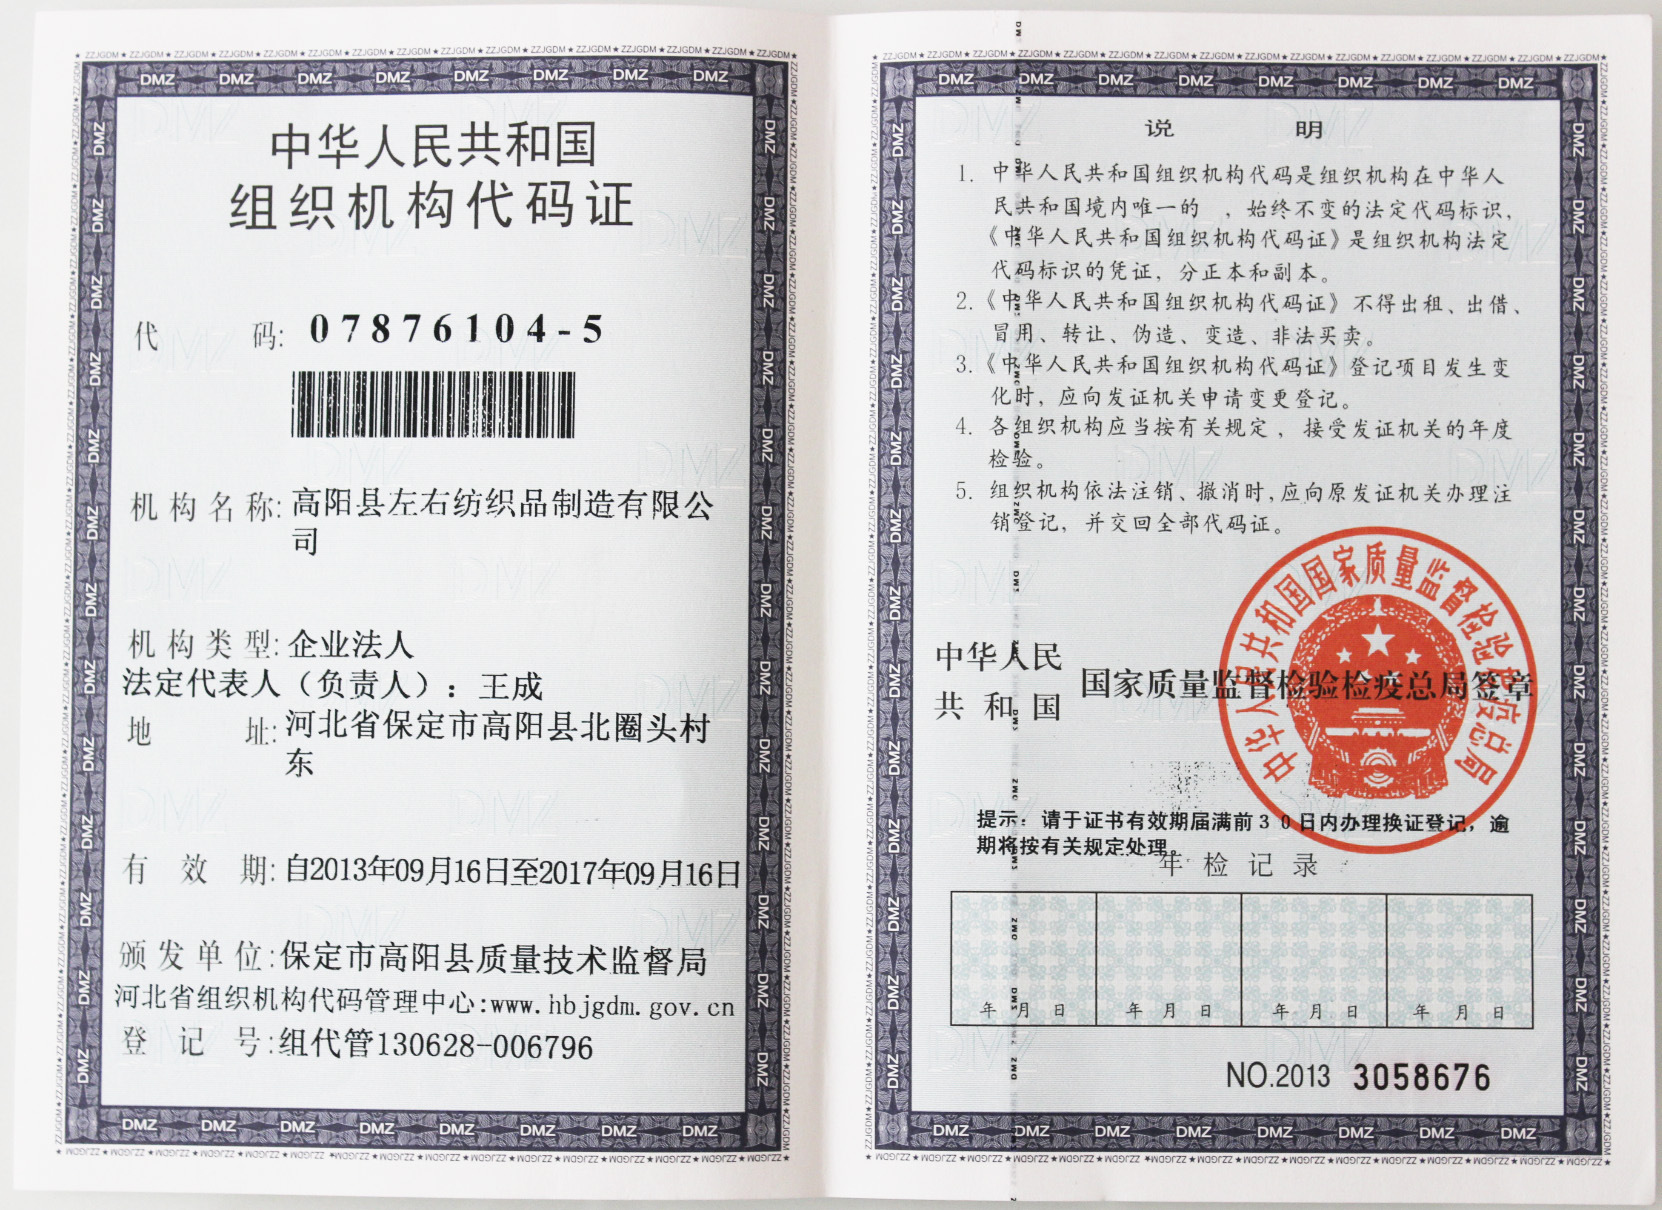 中华人民共和国
组织机构代码证
代 码: 07876104-5
机构名称: 高阳县左右纺织品制造有限公
司
机构类型: 企业法人
法定代表人（负责人）: 王成
地 址: 河北省保定市高阳县北圈头村
东
有 效 期: 自2013年09月16日至2017年09月16日
颁发单位: 保定市高阳县质量技术监督局
河北省组织机构代码管理中心:www.hbjgdm.gov.cn
登 记 号: 组代管130628-006796
说 明
1. 中华人民共和国组织机构代码是组织机构在中华人
民共和国境内唯一的 ，始终不变的法定代码标识，
《中华人民共和国组织机构代码证》是组织机构法定
代码标识的凭证，分正本和副本。
2.《中华人民共和国组织机构代码证》不得出租、出借、
冒用、转让、伪造、变造、非法买卖。
3.《中华人民共和国组织机构代码证》登记项目发生变
化时，应向发证机关申请变更登记。
4. 各组织机构应当按有关规定，接受发证机关的年度
检验。
5. 组织机构依法注销、撤消时，应向原发证机关办理注
销登记，并交回全部代码证。
中华人民共和国国家质量监督检验检疫总局
中华人民
共和国
国家质量监督检验检疫总局签章
提示：请于证书有效期届满前30日内办理换证登记，逾
期将按有关规定处理。
年检记录
年 月 日 年 月 日 年 月 日 年 月 日
NO.2013 3058676